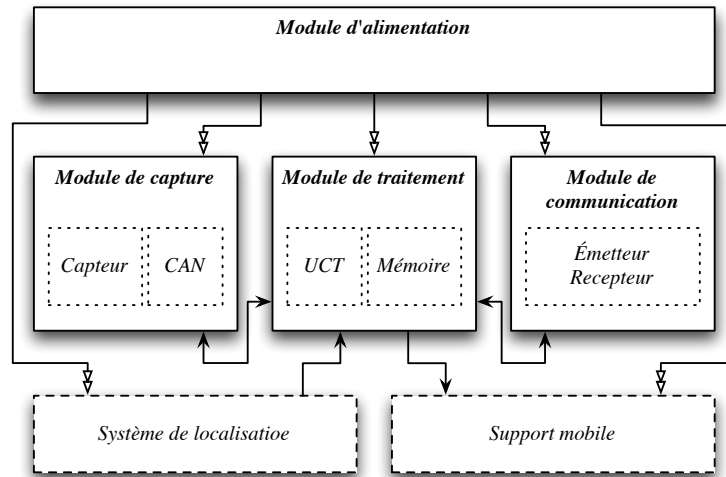 Module d'alimentation
Module de capture
Module de traitement
Module de
communication
Capteur
CAN
UCT
Mémoire
Émetteur
Recepteur
Système de localisatioe
Support mobile